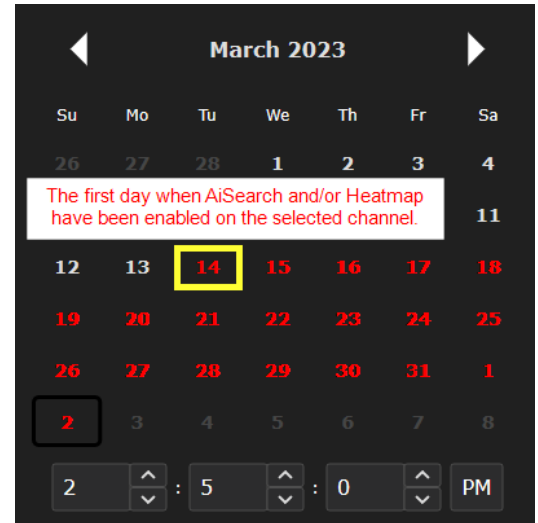 March 2023
Su Mo Tu We Th Fr Sa
26 27 28 1 2 3 4
The first day when AiSearch and/or Heatmap
have been enabled on the selected channel.
11
12 13 14 15 16 17 18
19 20 21 22 23 24 25
26 27 28 29 30 31 1
2 3 4 5 6 7 8
2 : 5 : 0 PM